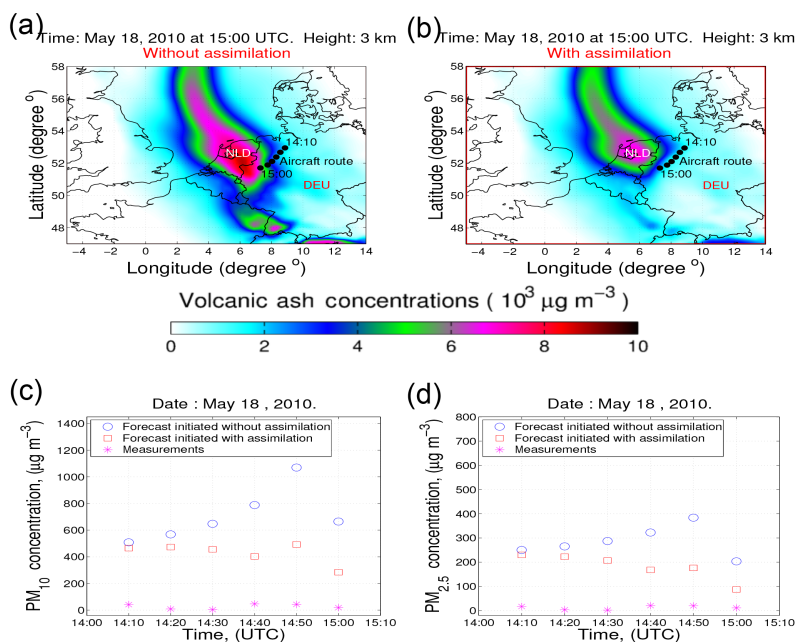 (a)
Time: May 18, 2010 at 15:00 UTC.  Height: 3 km
Without assimilation
58
56
54
52
50
48
Latitude (degree °)
NLD
14:10
Aircraft route
15:00
DEU
−4 −2 0 2 4 6 8 10 12 14
Longitude (degree °)
(b)
Time: May 18, 2010 at 15:00 UTC.  Height: 3 km
With assimilation
58
56
54
52
50
48
Latitude (degree °)
NLD
14:10
Aircraft route
15:00
DEU
−4 −2 0 2 4 6 8 10 12 14
Longitude (degree °)
Volcanic ash concentrations ( 10³ µg m⁻³ )
0 2 4 6 8 10
(c)
Date : May 18 , 2010.
1400
1200
1000
800
600
400
200
0
PM₁₀ concentration, (µg m⁻³)
Forecast initiated without assimilation
Forecast initiated with assimilation
Measurements
14:00 14:10 14:20 14:30 14:40 14:50 15:00 15:10
Time, (UTC)
(d)
Date : May 18 , 2010.
800
700
600
500
400
300
200
100
0
PM₂.₅ concentration, (µg m⁻³)
Forecast initiated without assimilation
Forecast initiated with assimilation
Measurements
14:00 14:10 14:20 14:30 14:40 14:50 15:00 15:10
Time, (UTC)